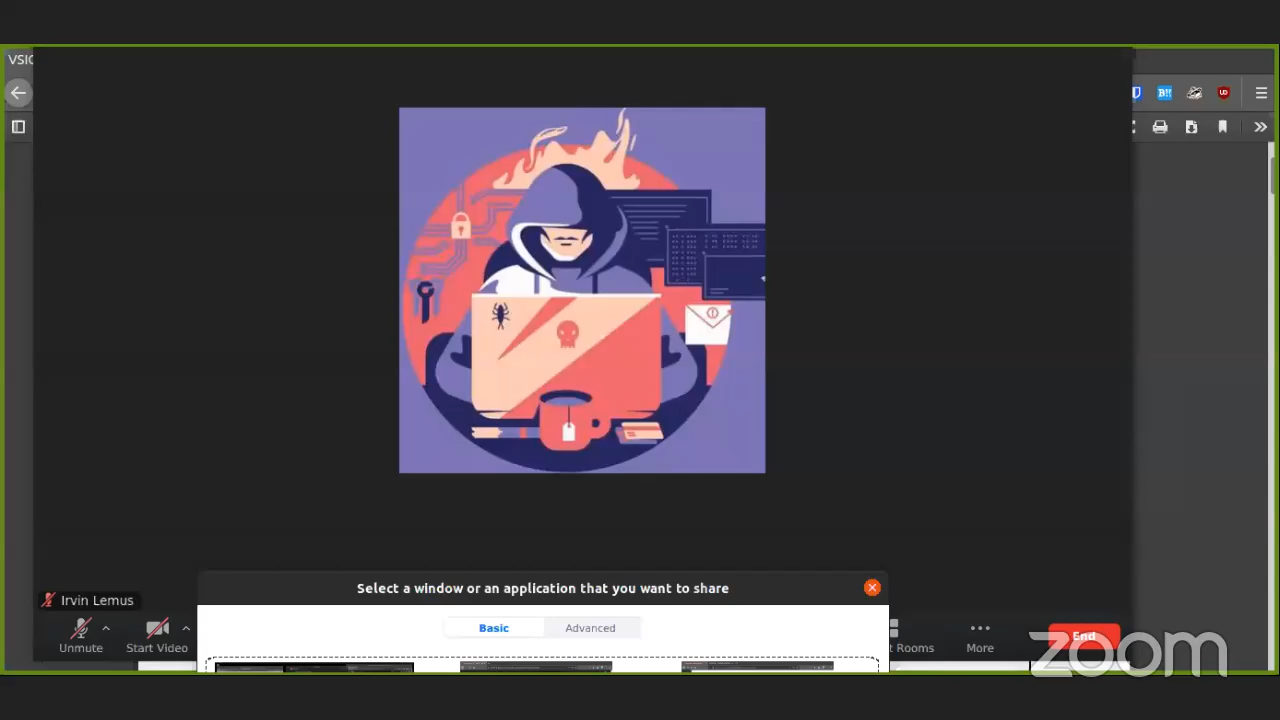 VSIC
B!!
Irvin Lemus
Select a window or an application that you want to share
Basic
Advanced
Unmute
Start Video
t Rooms
More
End
zoom